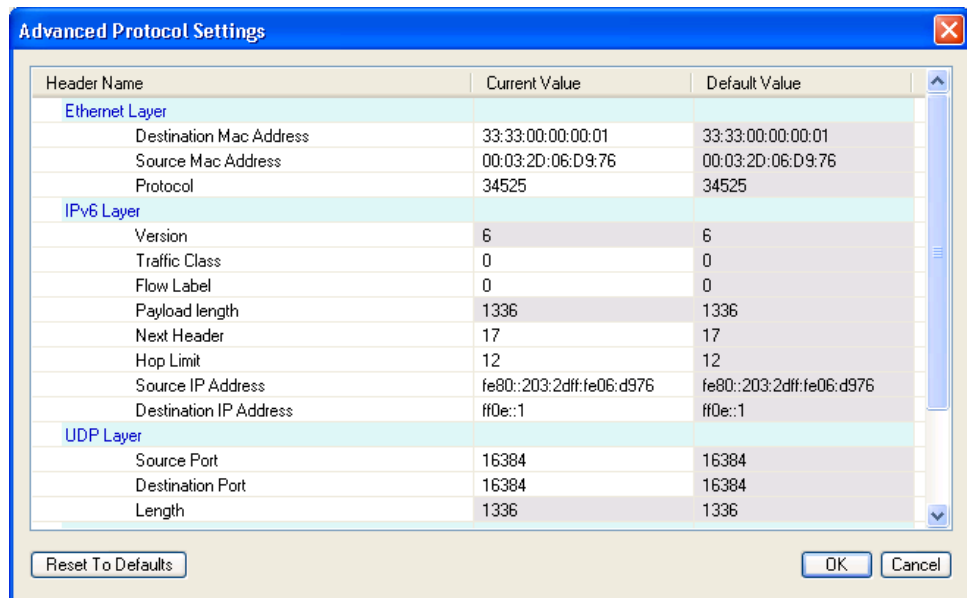 Advanced Protocol Settings
Header Name Current Value Default Value
Ethernet Layer
Destination Mac Address 33:33:00:00:00:01 33:33:00:00:00:01
Source Mac Address 00:03:2D:06:D9:76 00:03:2D:06:D9:76
Protocol 34525 34525
IPv6 Layer
Version 6 6
Traffic Class 0 0
Flow Label 0 0
Payload length 1336 1336
Next Header 17 17
Hop Limit 12 12
Source IP Address fe80::203:2dff:fe06:d976 fe80::203:2dff:fe06:d976
Destination IP Address ff0e::1 ff0e::1
UDP Layer
Source Port 16384 16384
Destination Port 16384 16384
Length 1336 1336
Reset To Defaults OK Cancel